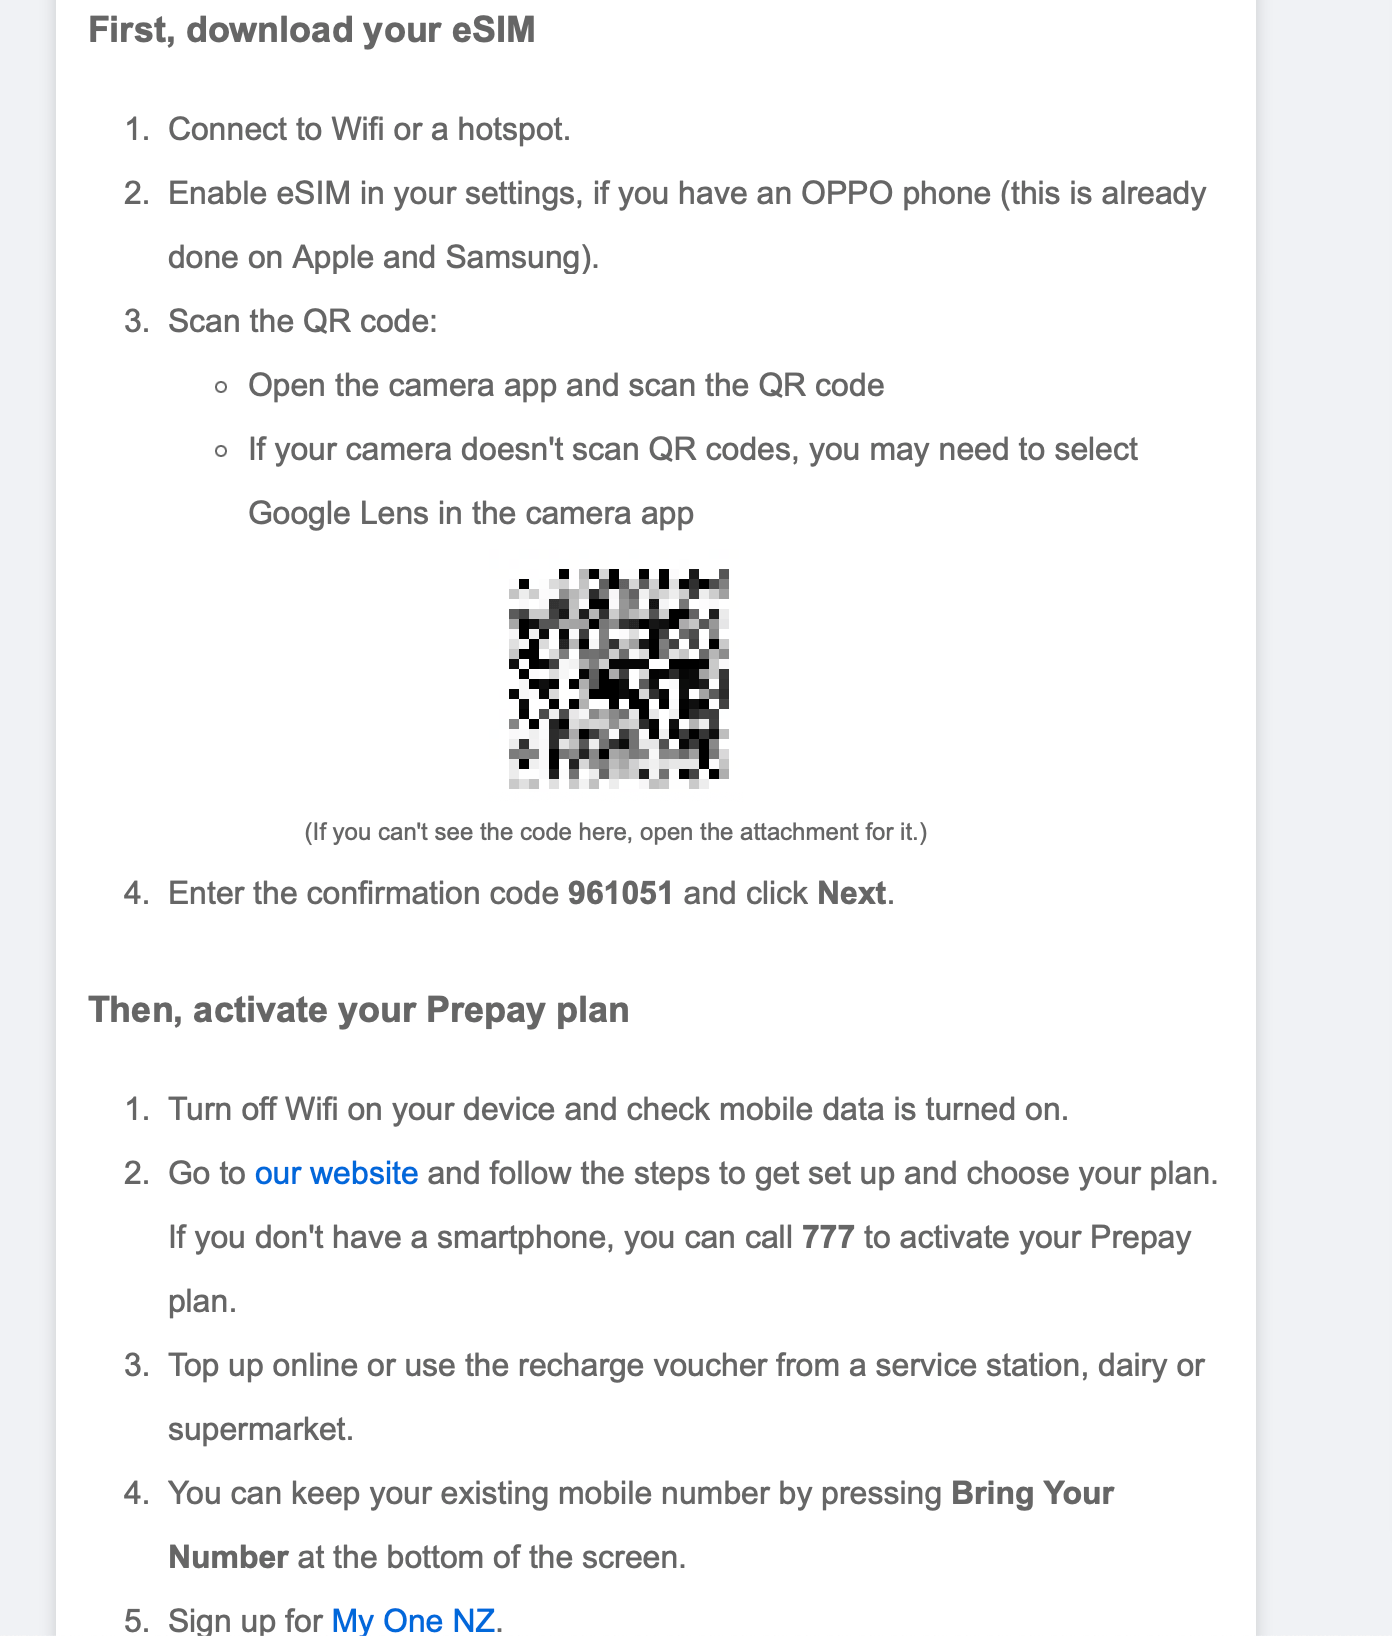 First, download your eSIM
1. Connect to Wifi or a hotspot.
2. Enable eSIM in your settings, if you have an OPPO phone (this is already
done on Apple and Samsung).
3. Scan the QR code:
Open the camera app and scan the QR code
If your camera doesn't scan QR codes, you may need to select
Google Lens in the camera app
(If you can't see the code here, open the attachment for it.)
4. Enter the confirmation code 961051 and click Next.
Then, activate your Prepay plan
1. Turn off Wifi on your device and check mobile data is turned on.
2. Go to our website and follow the steps to get set up and choose your plan.
If you don't have a smartphone, you can call 777 to activate your Prepay
plan.
3. Top up online or use the recharge voucher from a service station, dairy or
supermarket.
4. You can keep your existing mobile number by pressing Bring Your
Number at the bottom of the screen.
5. Sign up for My One NZ.